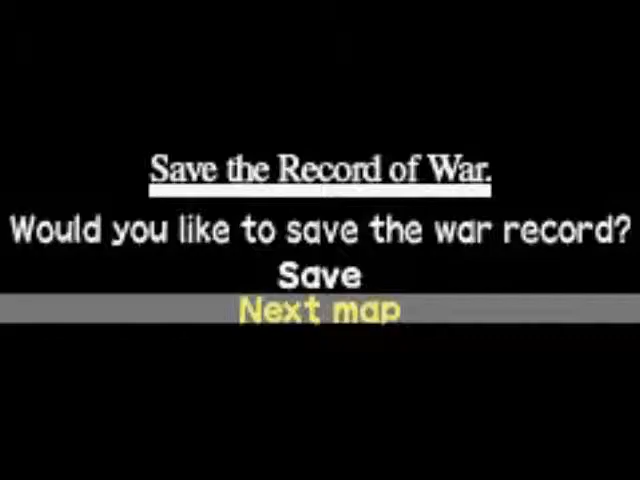 Save the Record of War.
Would you like to save the war record?
Save
Next map